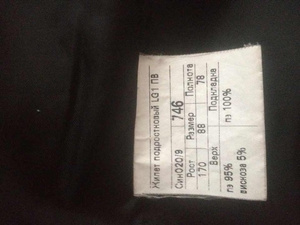 Жилет подростковый LG1 ПВ
Син020/9 746
Рост Размер Полнота
170 88 78
Верх Подкладка
пэ 95% пэ 100%
вискоза 5%